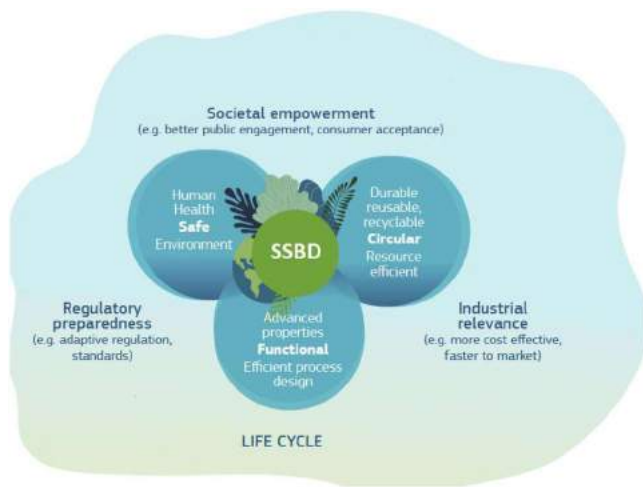 Societal empowerment
(e.g. better public engagement, consumer acceptance)
Human
Health
Safe
Environment
Durable
reusable,
recyclable
Circular
Resource
efficient
SSBD
Regulatory
preparedness
(e.g. adaptive regulation,
standards)
Advanced
properties
Functional
Efficient process
design
Industrial
relevance
(e.g. more cost effective,
faster to market)
LIFE CYCLE